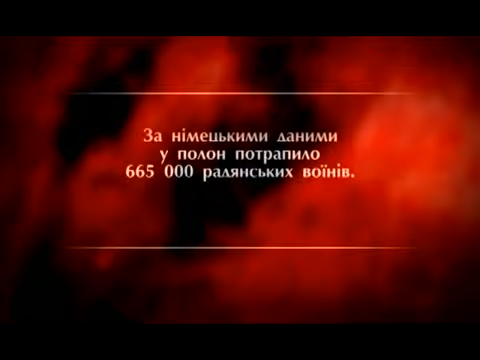 За німецькими даними
у полон потрапило
665 000 радянських воїнів.